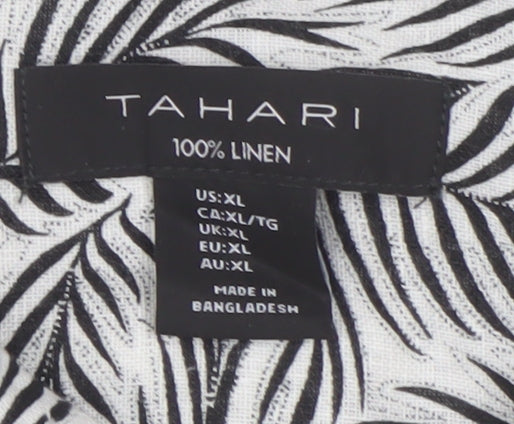 TAHARI
100% LINEN
US:XL
CA:XL/TG
UK:XL
EU:XL
AU:XL
MADE IN
BANGLADESH